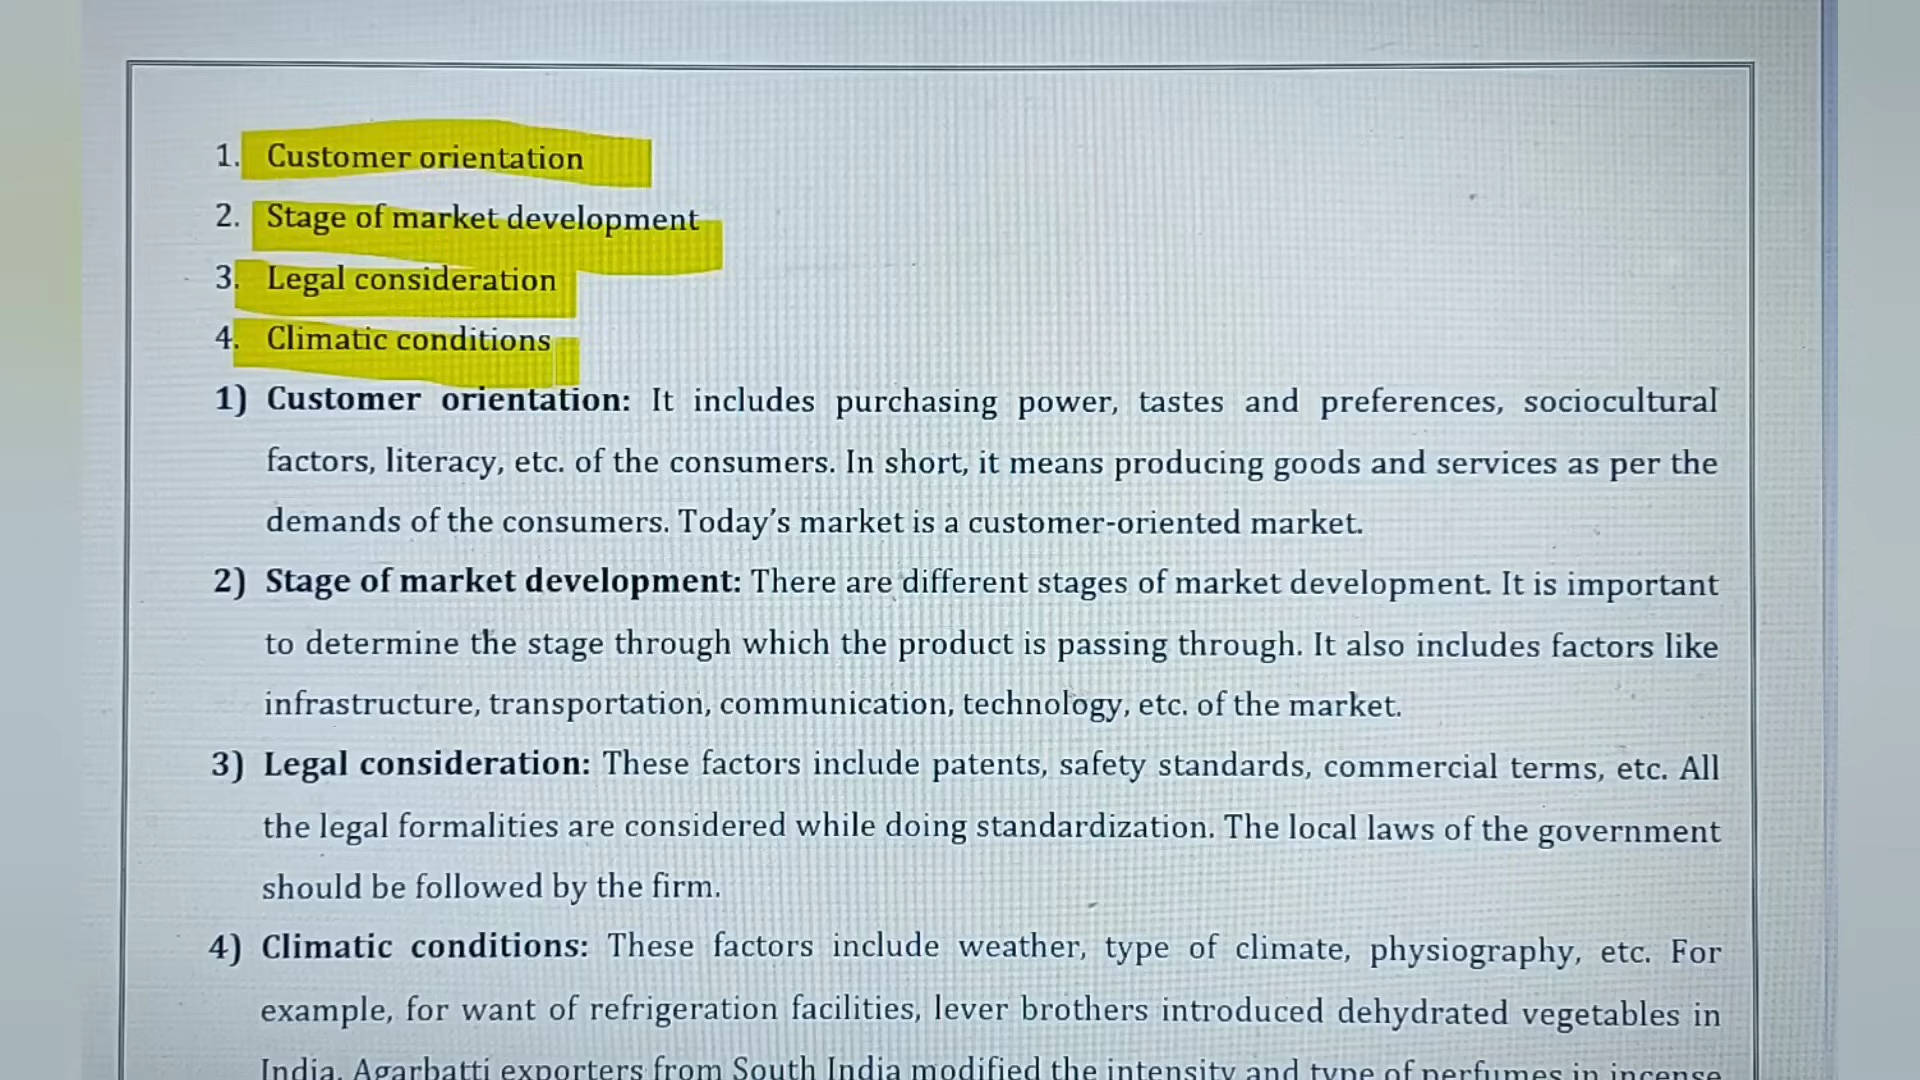 1. Customer orientation
2. Stage of market development
3. Legal consideration
4. Climatic conditions
1) Customer orientation: It includes purchasing power, tastes and preferences, sociocultural
factors, literacy, etc. of the consumers. In short, it means producing goods and services as per the
demands of the consumers. Today's market is a customer-oriented market.
2) Stage of market development: There are different stages of market development. It is important
to determine the stage through which the product is passing through. It also includes factors like
infrastructure, transportation, communication, technology, etc. of the market.
3) Legal consideration: These factors include patents, safety standards, commercial terms, etc. All
the legal formalities are considered while doing standardization. The local laws of the government
should be followed by the firm.
4) Climatic conditions: These factors include weather, type of climate, physiography, etc. For
example, for want of refrigeration facilities, lever brothers introduced dehydrated vegetables in
India. Agarbatti exporters from South India modified the intensity and type of perfumes in incense